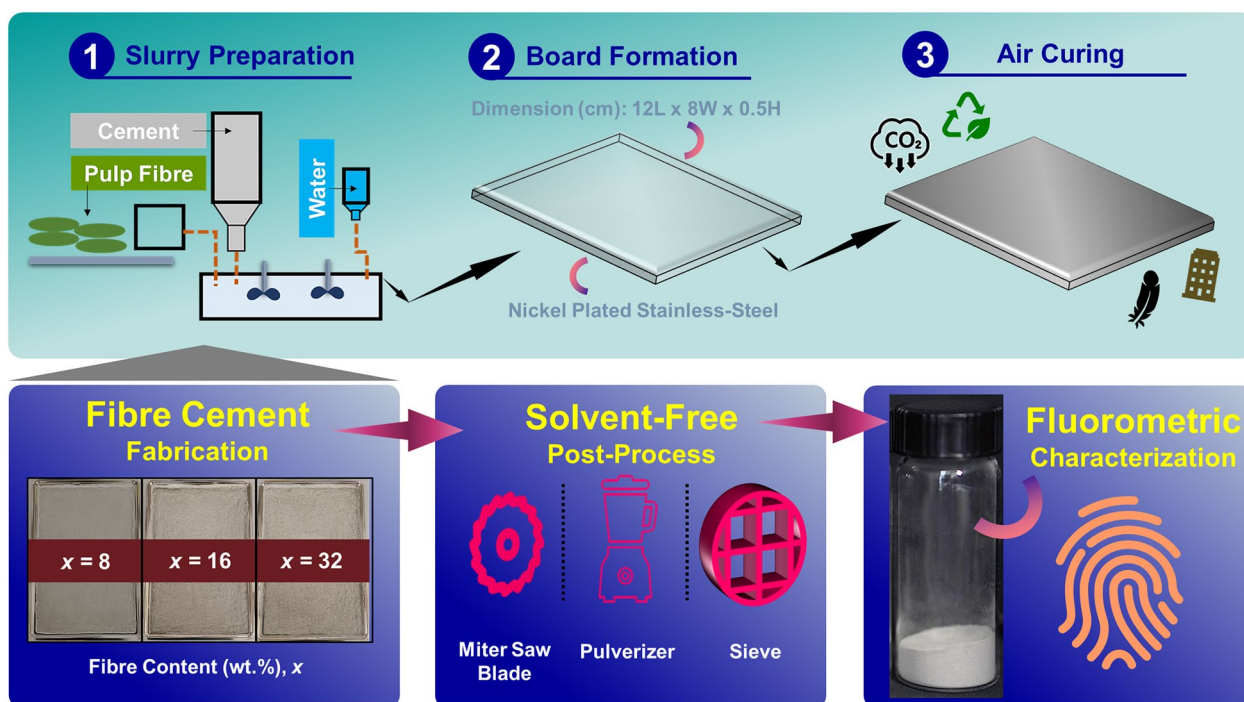 1 Slurry Preparation
2 Board Formation
3 Air Curing
Cement
Pulp Fibre
Water
Dimension (cm): 12L x 8W x 0.5H
Nickel Plated Stainless-Steel
CO₂
Fibre Cement
Fabrication
x = 8
x = 16
x = 32
Fibre Content (wt.%), x
Solvent-Free
Post-Process
Miter Saw
Blade
Pulverizer
Sieve
Fluorometric
Characterization